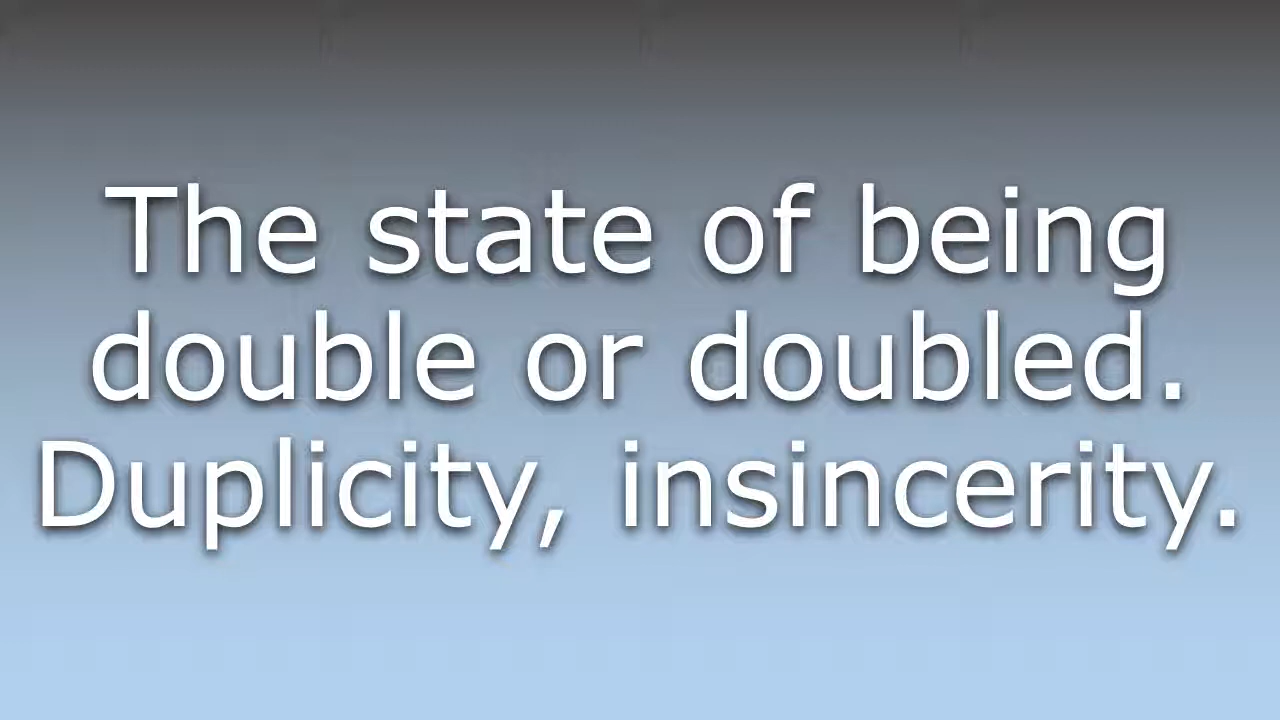 The state of being
double or doubled.
Duplicity, insincerity.